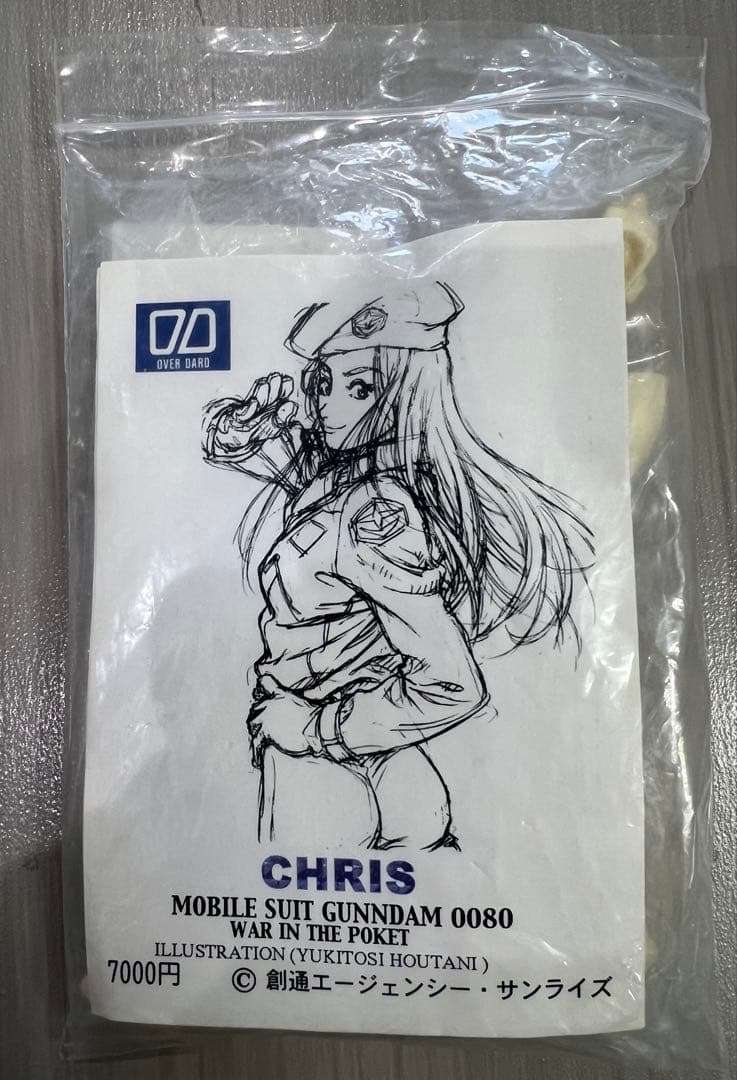 OD
OVER DARD
CHRIS
MOBILE SUIT GUNNDAM 0080
WAR IN THE POKET
ILLUSTRATION (YUKITOSI HOUTANI )
7000円
© 創通エージェンシー・サンライズ